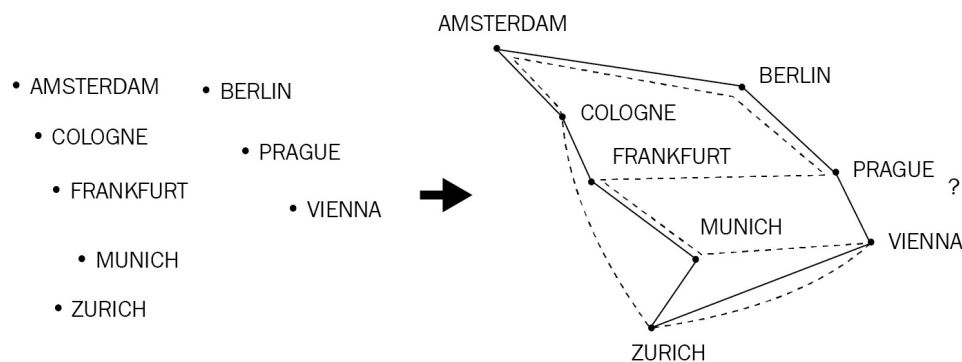 AMSTERDAM
BERLIN
COLOGNE
PRAGUE
FRANKFURT
VIENNA
MUNICH
ZURICH
AMSTERDAM
BERLIN
COLOGNE
FRANKFURT
PRAGUE
?
MUNICH
VIENNA
ZURICH